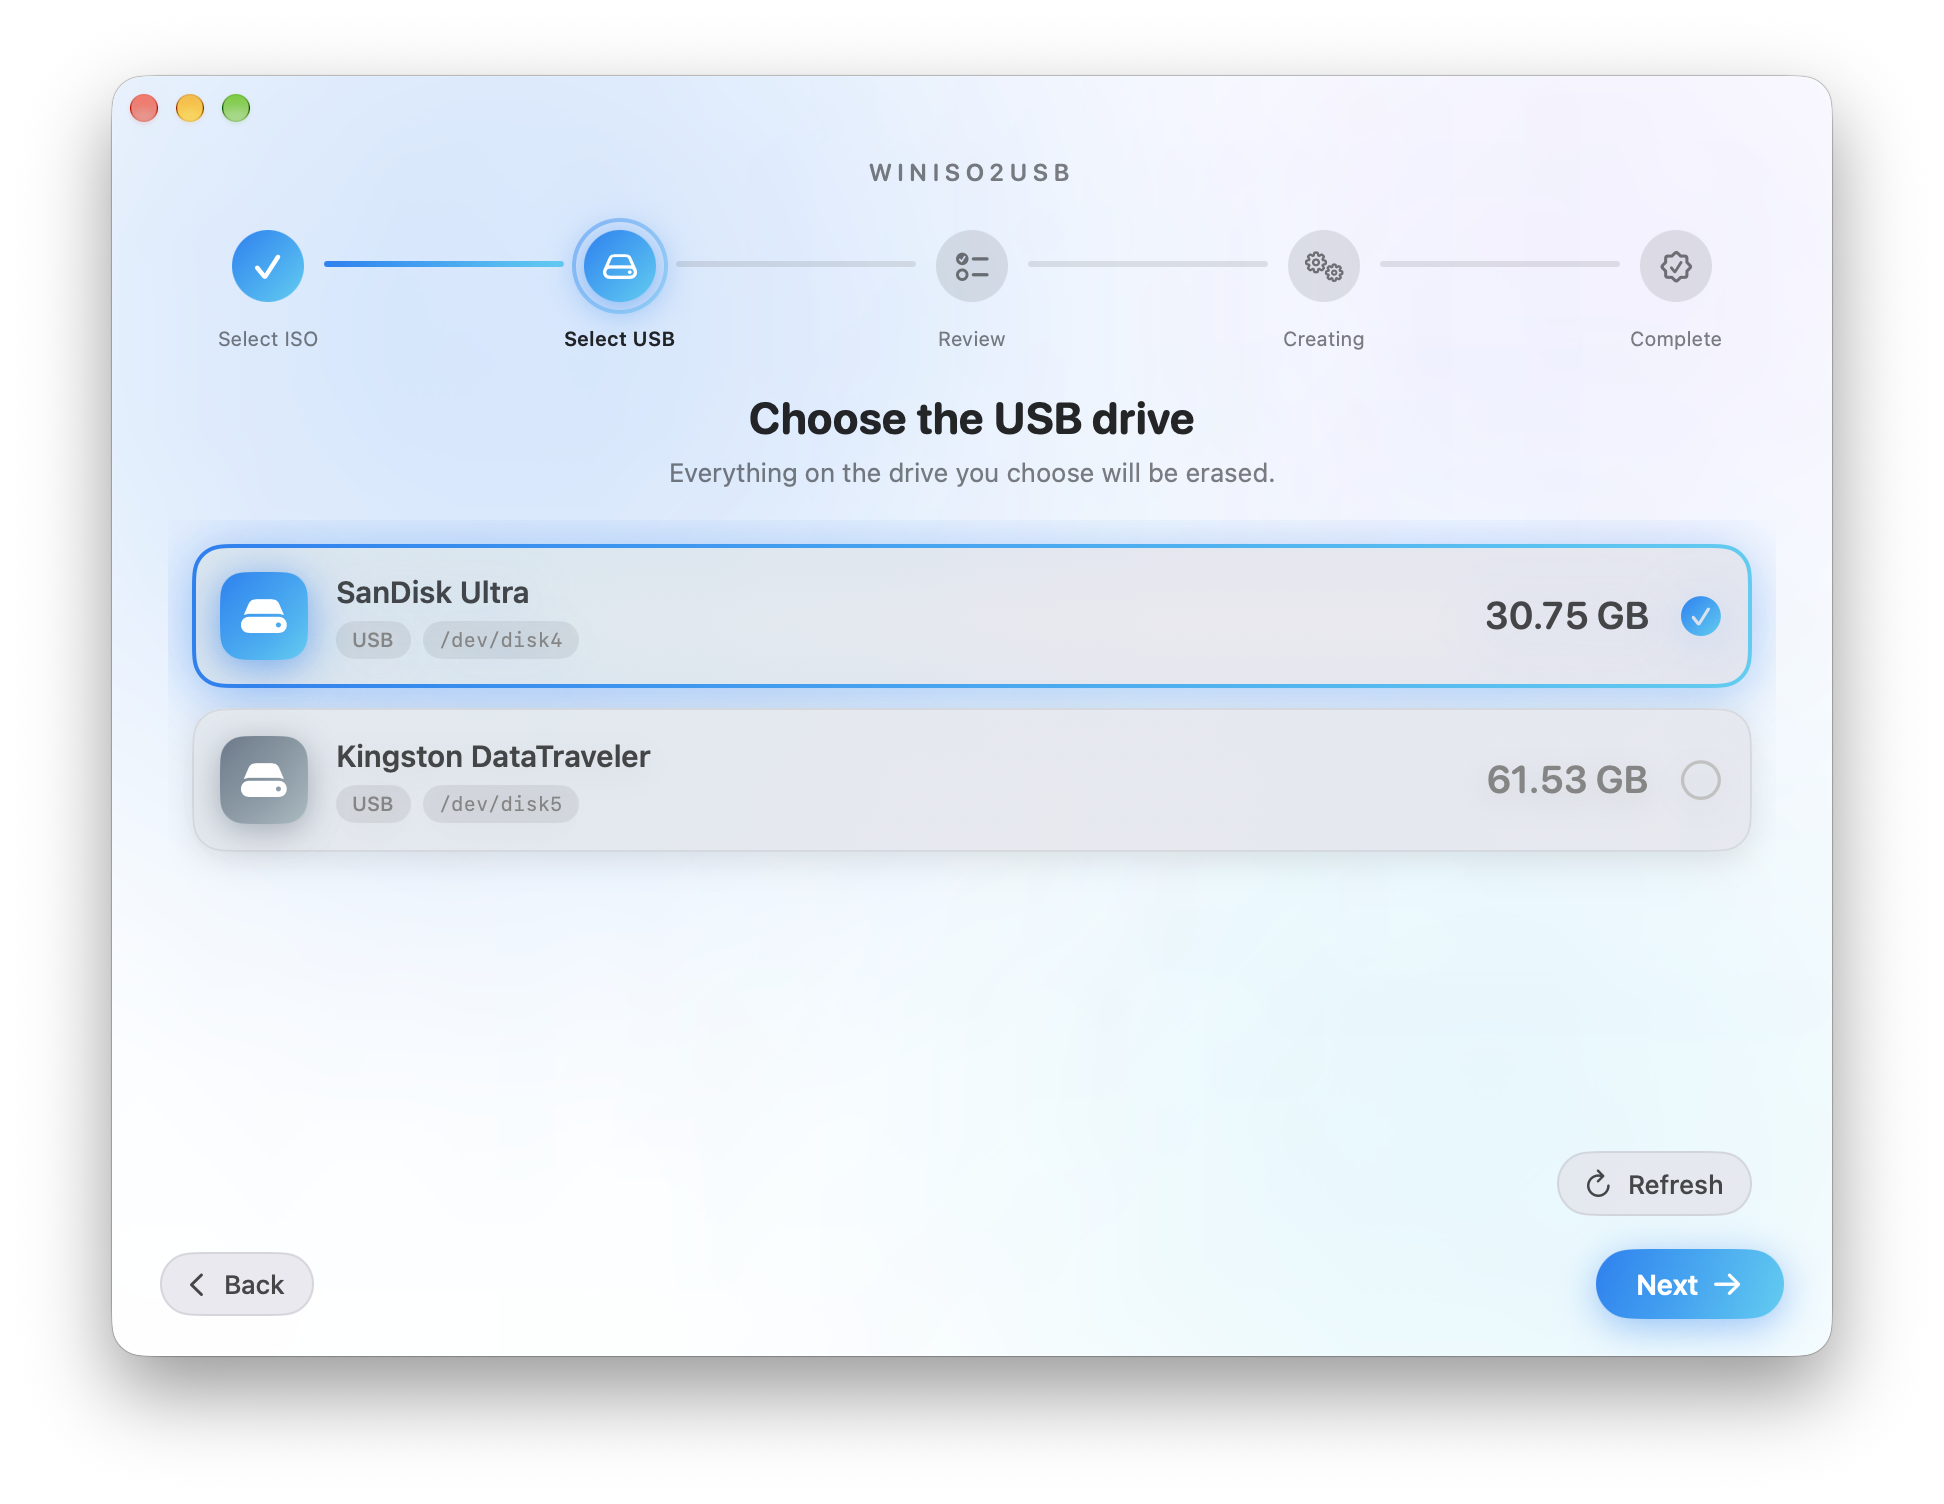 WINISO2USB
Select ISO
Select USB
Review
Creating
Complete
Choose the USB drive
Everything on the drive you choose will be erased.
SanDisk Ultra
USB /dev/disk4
30.75 GB
Kingston DataTraveler
USB /dev/disk5
61.53 GB
Refresh
Back
Next